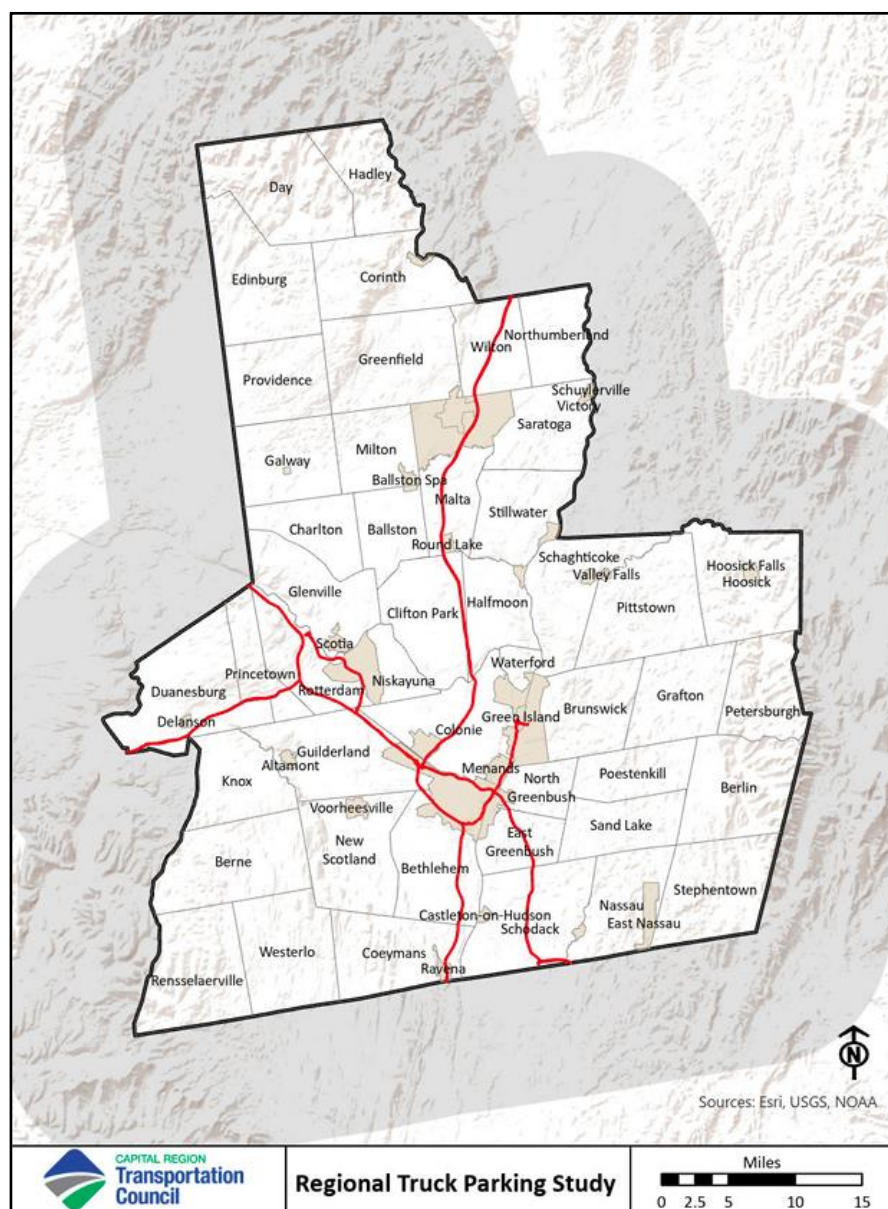 Day
Hadley
Edinburg
Corinth
Northumberland
Wilton
Greenfield
Providence
Schuylerville
Victory
Saratoga
Milton
Galway
Ballston Spa
Malta
Stillwater
Charlton
Ballston
Round Lake
Schaghticoke
Valley Falls
Hoosick Falls
Hoosick
Glenville
Clifton Park
Halfmoon
Pittstown
Scotia
Waterford
Princetown
Niskayuna
Rotterdam
Duanesburg
Delanson
Brunswick
Grafton
Petersburgh
Green Island
Colonie
Guilderland
Altamont
Menands
North
Greenbush
Poestenkill
Knox
Berlin
Voorheesville
Sand Lake
New
Scotland
East
Greenbush
Berne
Bethlehem
Stephentown
Nassau
East Nassau
Castleton-on-Hudson
Schodack
Westerlo
Coeymans
Ravena
Rensselaerville
N
Sources: Esri, USGS, NOAA
CAPITAL REGION
Transportation
Council
Regional Truck Parking Study
Miles
0 2.5 5 10 15